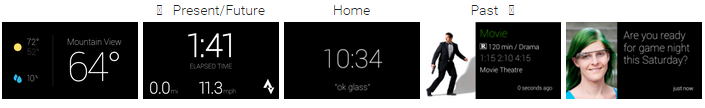 Present/Future
Home
Past
72°
52°
10%
Mountain View
64°
1:41
ELAPSED TIME
0.0mi
11.3mph
10:34
"ok glass"
Movie
R 120 min / Drama
1:15 2:10 4:15
Movie Theatre
0 seconds ago
Are you ready
for game night
this Saturday?
just now